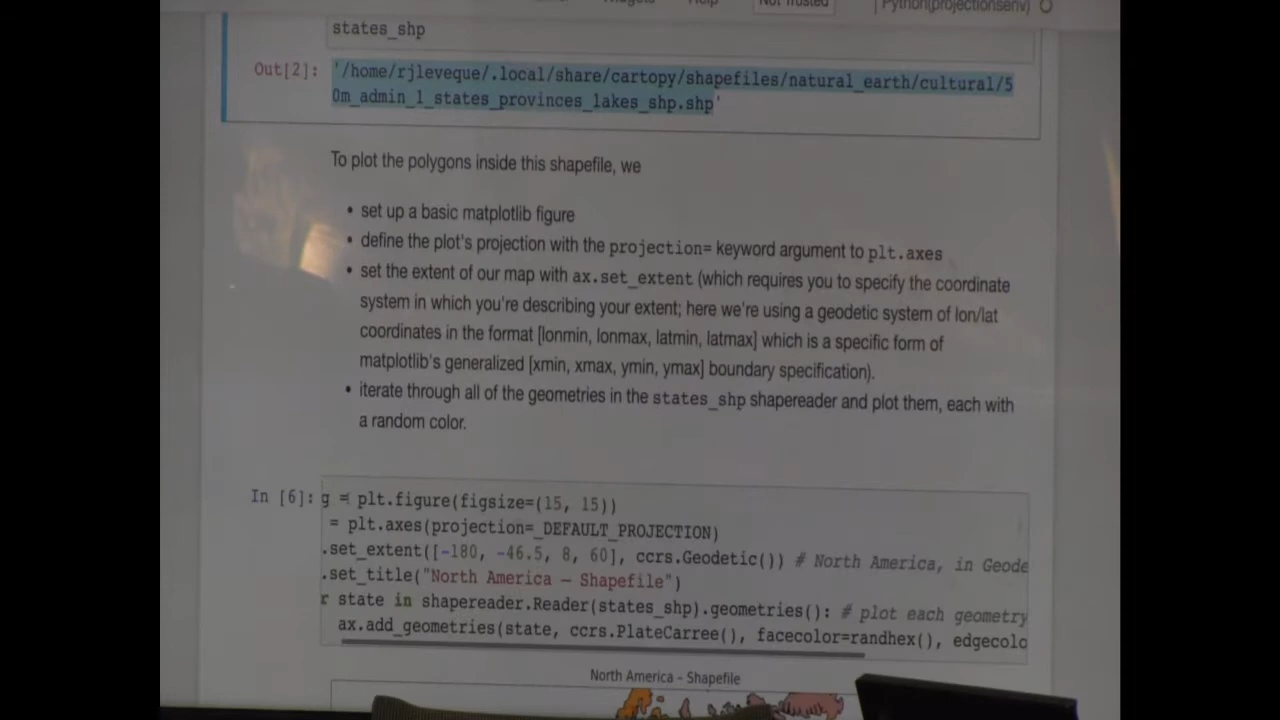 Help
Not Trusted
Python(projectionsenv)
states_shp
Out[2]: '/home/rjleveque/.local/share/cartopy/shapefiles/natural_earth/cultural/5
0m_admin_1_states_provinces_lakes_shp.shp'
To plot the polygons inside this shapefile, we
• set up a basic matplotlib figure
• define the plot's projection with the projection= keyword argument to plt.axes
• set the extent of our map with ax.set_extent (which requires you to specify the coordinate
system in which you're describing your extent; here we're using a geodetic system of lon/lat
coordinates in the format [lonmin, lonmax, latmin, latmax] which is a specific form of
matplotlib's generalized [xmin, xmax, ymin, ymax] boundary specification).
• iterate through all of the geometries in the states_shp shapereader and plot them, each with
a random color.
In [6]: g = plt.figure(figsize=(15, 15))
= plt.axes(projection=_DEFAULT_PROJECTION)
.set_extent([-180, -46.5, 8, 60], ccrs.Geodetic()) # North America, in Geode
.set_title("North America — Shapefile")
r state in shapereader.Reader(states_shp).geometries(): # plot each geometry
ax.add_geometries(state, ccrs.PlateCarree(), facecolor=randhex(), edgecolo
North America - Shapefile